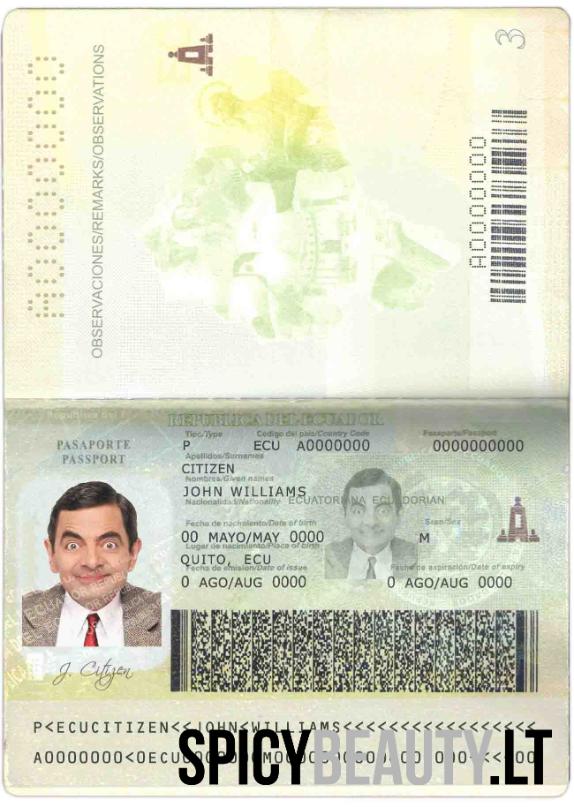 A0000000
OBSERVACIONES/REMARKS/OBSERVATIONS
3
A0000000
REPUBLICA DEL ECUADOR
PASAPORTE
PASSPORT
Tipo/Type Código del país/Country Code Pasaporte/Passport
P ECU A0000000 0000000000
Apellidos/Surnames
CITIZEN
Nombres/Given names
JOHN WILLIAMS
Nacionalidad/Nationality ECUATORIANA ECUADORIAN
Fecha de nacimiento/Date of birth Sexo/Sex
00 MAYO/MAY 0000 M
Lugar de nacimiento/Place of birth
QUITO, ECU
Fecha de emisión/Date of issue Fecha de expiración/Date of expiry
0 AGO/AUG 0000 0 AGO/AUG 0000
J. Citizen
P<ECUCITIZEN<<JOHN<WILLIAMS<<<<<<<<<<<<<<<<<
SPICYBEAUTY.LT